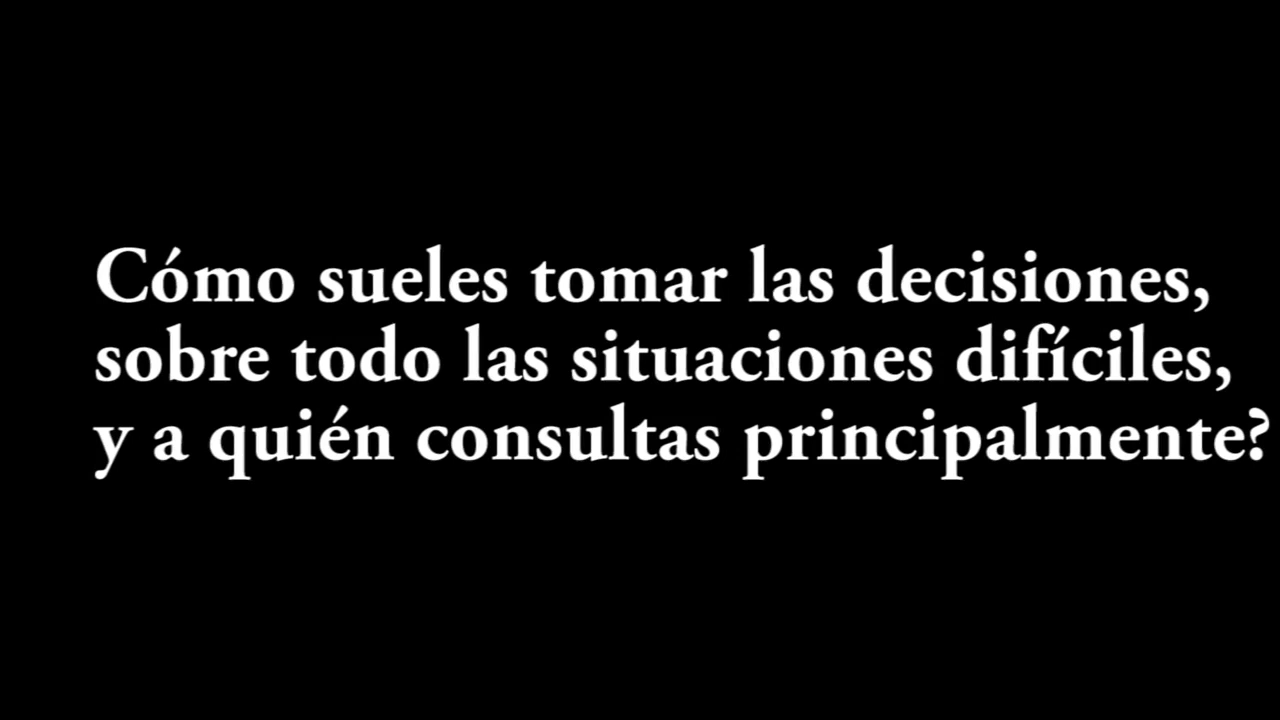 Cómo sueles tomar las decisiones,
sobre todo las situaciones difíciles,
y a quién consultas principalmente?